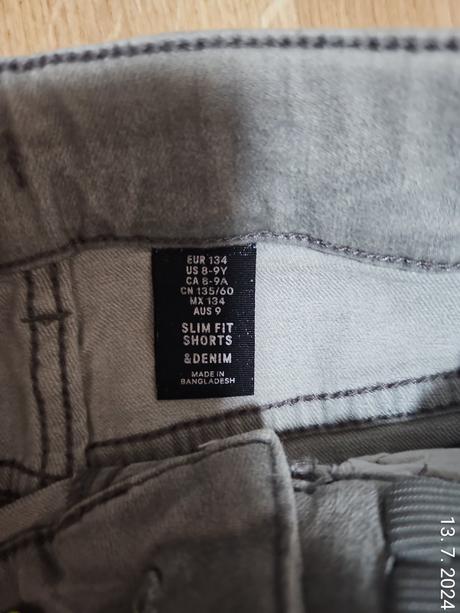 EUR 134
US 8-9Y
CA 8-9A
CN 135/60
MX 134
AUS 9
SLIM FIT
SHORTS
&DENIM
MADE IN
BANGLADESH
13. 7. 2024